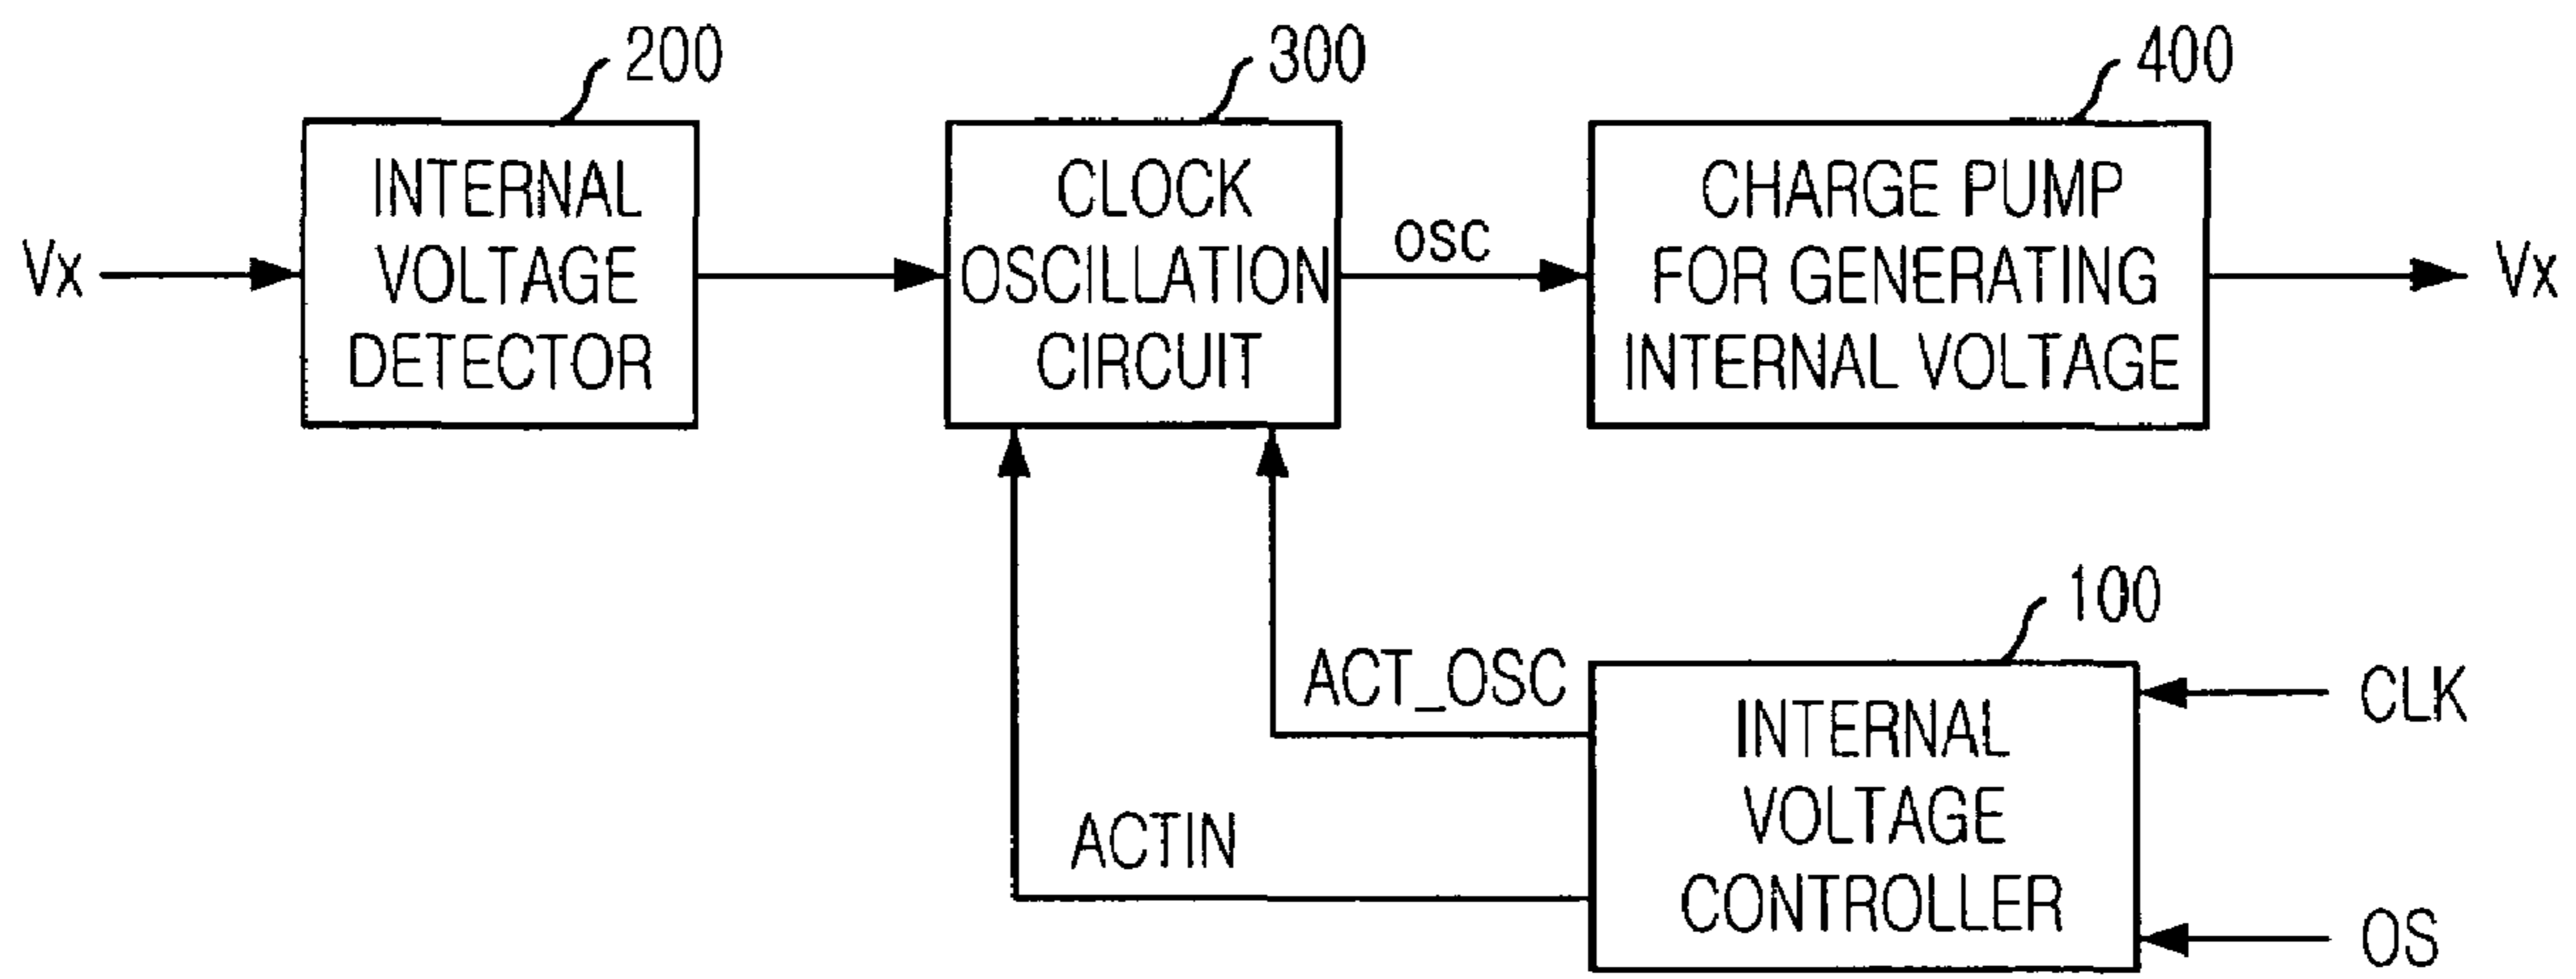 200
300
400
Vx
INTERNAL
VOLTAGE
DETECTOR
CLOCK
OSCILLATION
CIRCUIT
osc
CHARGE PUMP
FOR GENERATING
INTERNAL VOLTAGE
Vx
100
ACT_OSC
ACTIN
INTERNAL
VOLTAGE
CONTROLLER
CLK
OS